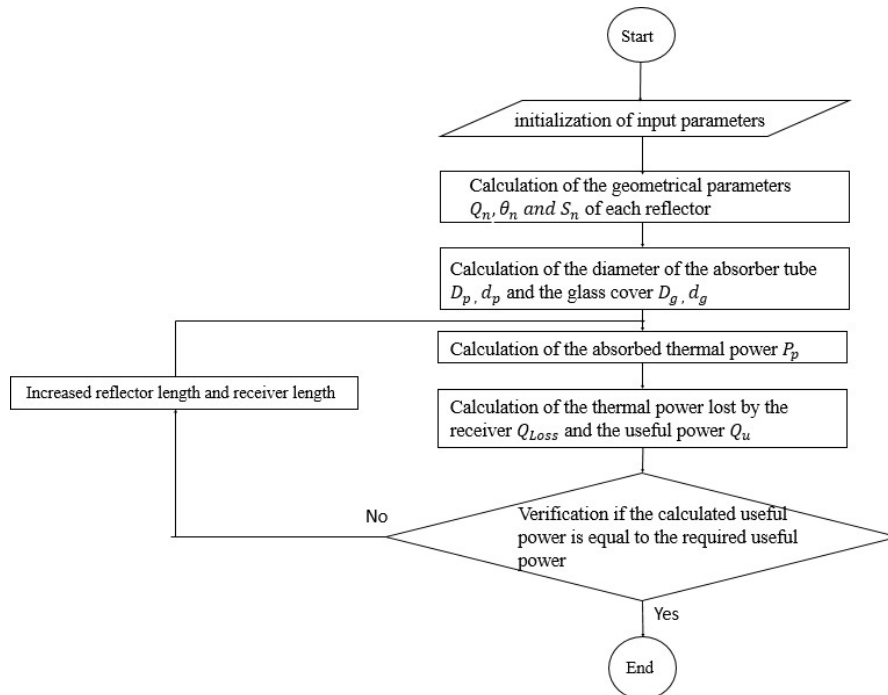 Start
initialization of input parameters
Calculation of the geometrical parameters
Qₙ, θₙ and Sₙ of each reflector
Calculation of the diameter of the absorber tube
Dₚ, dₚ and the glass cover D_g, d_g
Calculation of the absorbed thermal power Pₚ
Increased reflector length and receiver length
Calculation of the thermal power lost by the
receiver Q_Loss and the useful power Qᵤ
No
Verification if the calculated useful
power is equal to the required useful
power
Yes
End